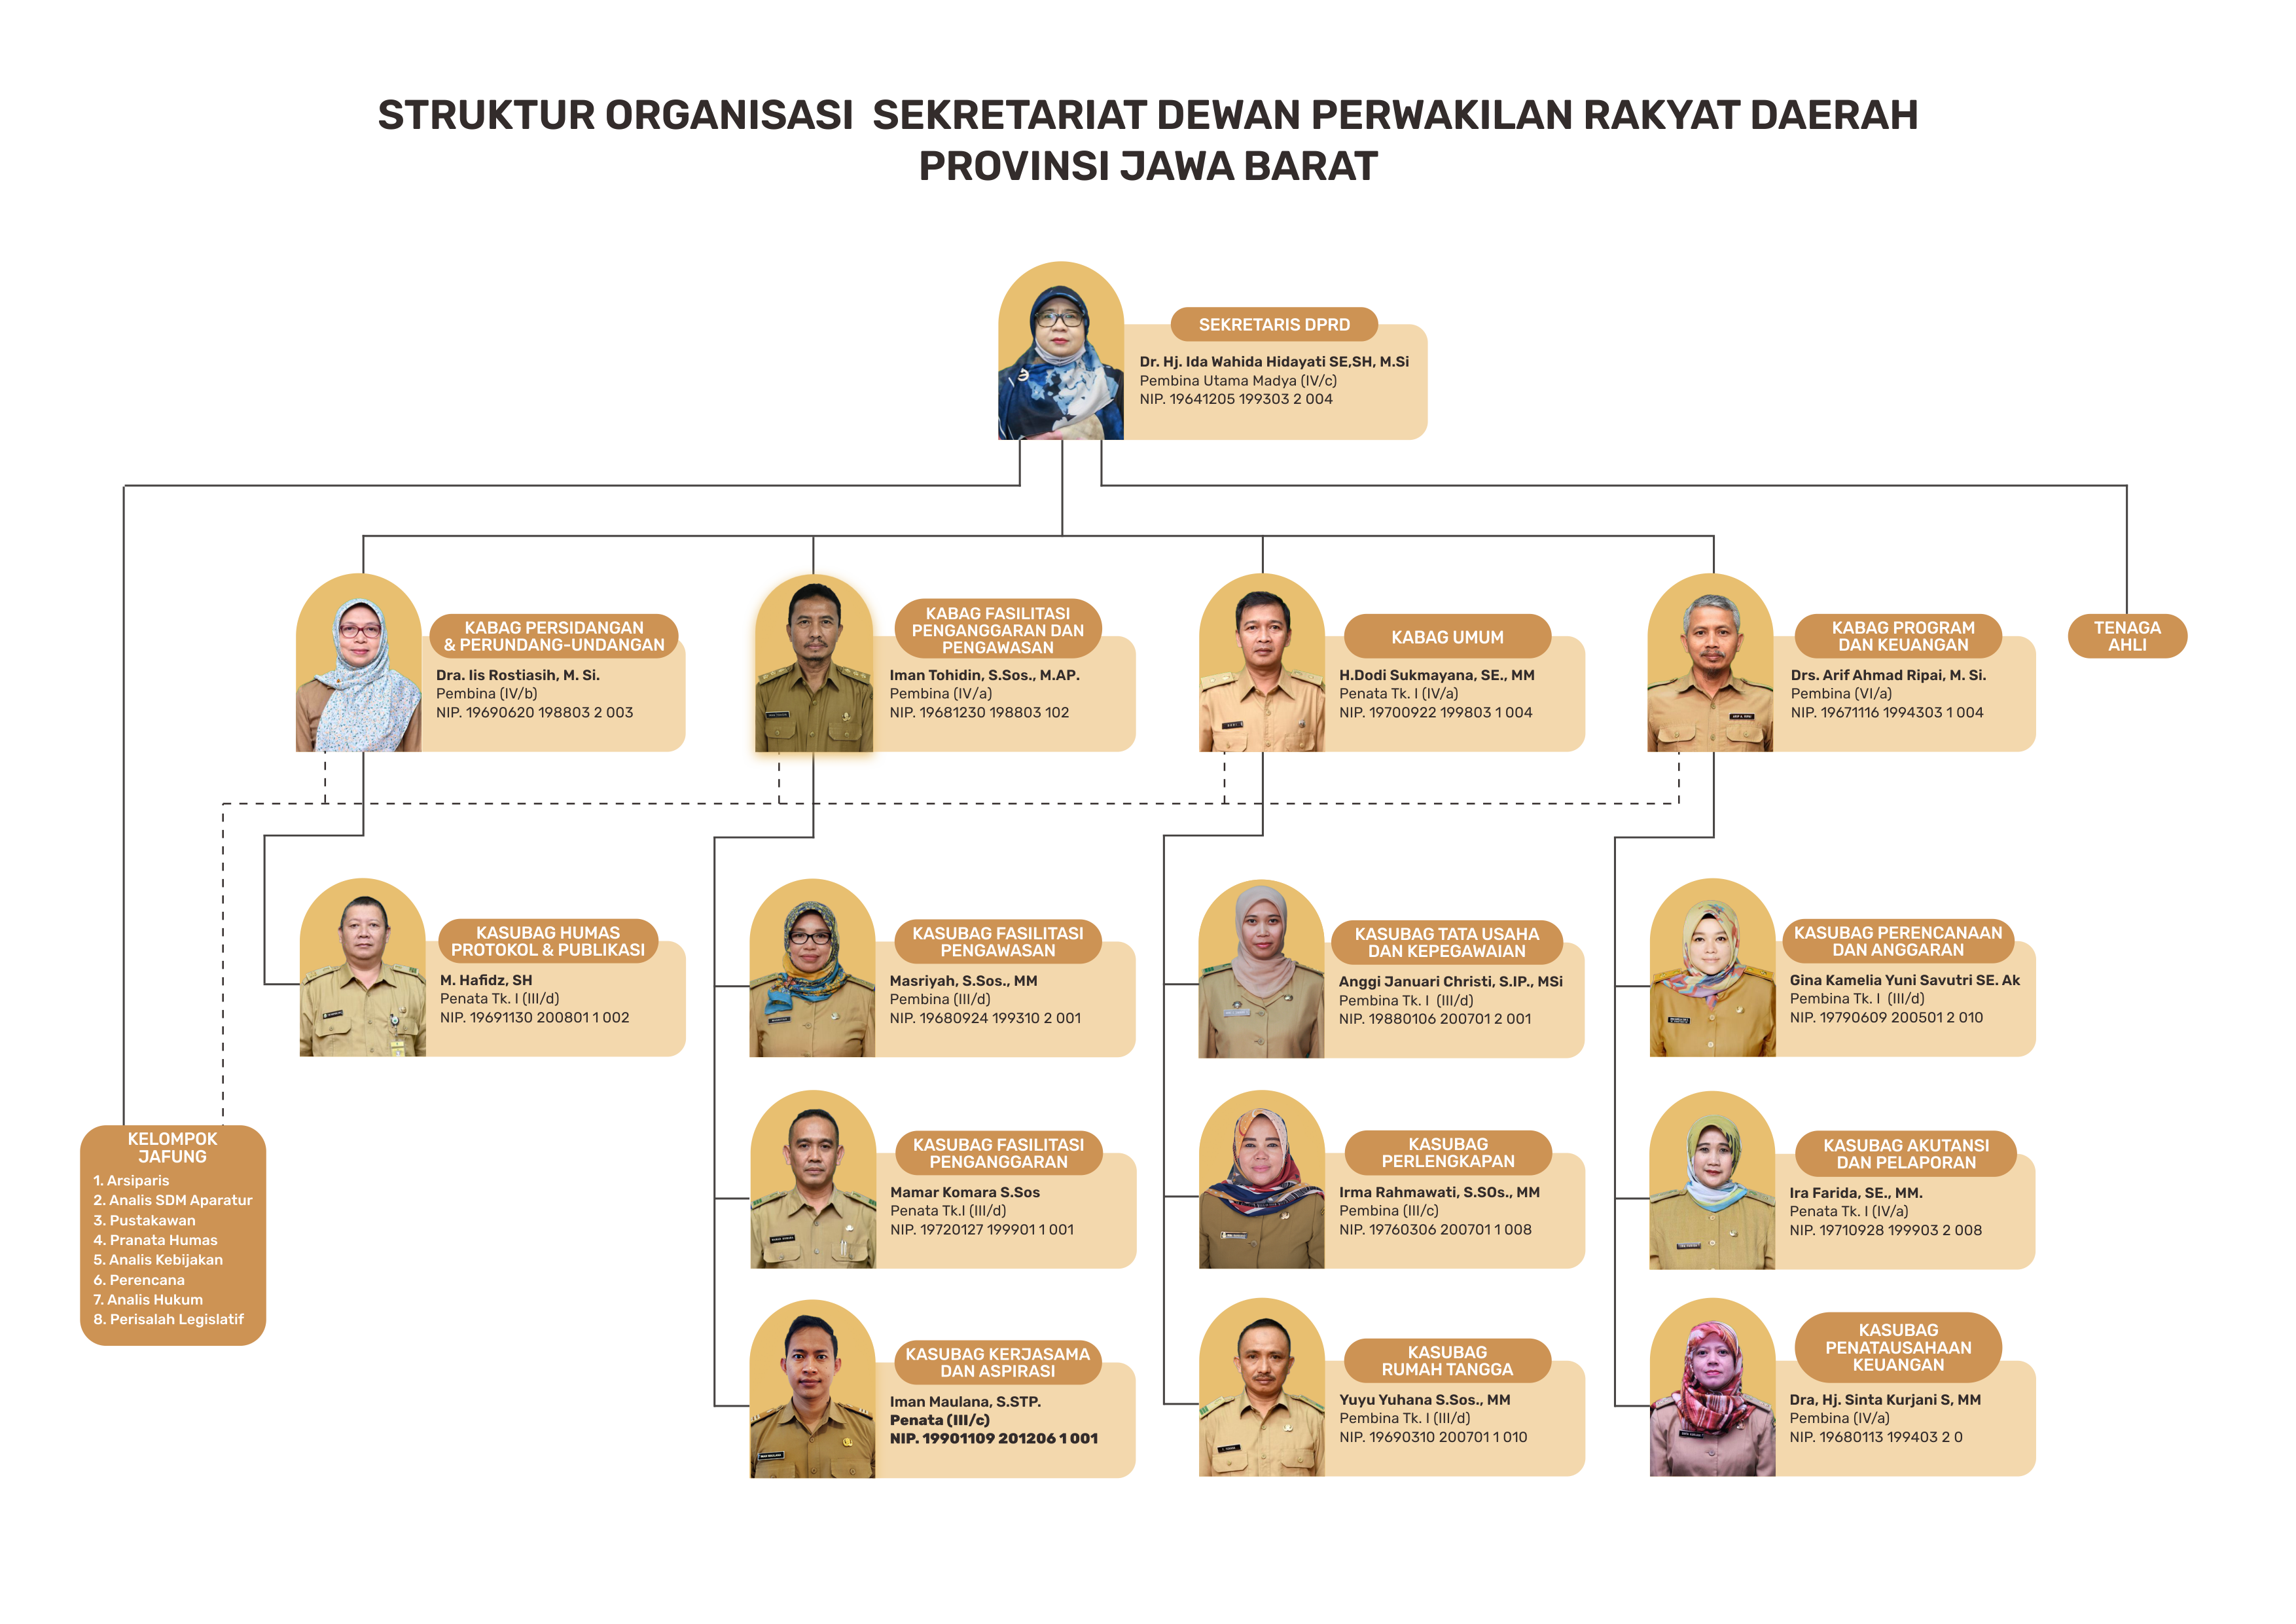 STRUKTUR ORGANISASI SEKRETARIAT DEWAN PERWAKILAN RAKYAT DAERAH
PROVINSI JAWA BARAT
SEKRETARIS DPRD
Dr. Hj. Ida Wahida Hidayati SE,SH, M.Si
Pembina Utama Madya (IV/c)
NIP. 19641205 199303 2 004
KABAG PERSIDANGAN
& PERUNDANG-UNDANGAN
Dra. Iis Rostiasih, M. Si.
Pembina (IV/b)
NIP. 19690620 198803 2 003
KABAG FASILITASI
PENGANGGARAN DAN
PENGAWASAN
Iman Tohidin, S.Sos., M.AP.
Pembina (IV/a)
NIP. 19681230 198803 102
KABAG UMUM
H.Dodi Sukmayana, SE., MM
Penata Tk. I (IV/a)
NIP. 19700922 199803 1 004
KABAG PROGRAM
DAN KEUANGAN
Drs. Arif Ahmad Ripai, M. Si.
Pembina (VI/a)
NIP. 19671116 1994303 1 004
TENAGA
AHLI
KASUBAG HUMAS
PROTOKOL & PUBLIKASI
M. Hafidz, SH
Penata Tk. I (III/d)
NIP. 19691130 200801 1 002
KASUBAG FASILITASI
PENGAWASAN
Masriyah, S.Sos., MM
Pembina (III/d)
NIP. 19680924 199310 2 001
KASUBAG TATA USAHA
DAN KEPEGAWAIAN
Anggi Januari Christi, S.IP., MSi
Pembina Tk. I (III/d)
NIP. 19880106 200701 2 001
KASUBAG PERENCANAAN
DAN ANGGARAN
Gina Kamelia Yuni Savutri SE. Ak
Pembina Tk. I (III/d)
NIP. 19790609 200501 2 010
KELOMPOK
JAFUNG
1. Arsiparis
2. Analis SDM Aparatur
3. Pustakawan
4. Pranata Humas
5. Analis Kebijakan
6. Perencana
7. Analis Hukum
8. Perisalah Legislatif
KASUBAG FASILITASI
PENGANGGARAN
Mamar Komara S.Sos
Penata Tk.I (III/d)
NIP. 19720127 199901 1 001
KASUBAG
PERLENGKAPAN
Irma Rahmawati, S.SOs., MM
Pembina (III/c)
NIP. 19760306 200701 1 008
KASUBAG AKUTANSI
DAN PELAPORAN
Ira Farida, SE., MM.
Penata Tk. I (IV/a)
NIP. 19710928 199903 2 008
KASUBAG KERJASAMA
DAN ASPIRASI
Iman Maulana, S.STP.
Penata (III/c)
NIP. 19901109 201206 1 001
KASUBAG
RUMAH TANGGA
Yuyu Yuhana S.Sos., MM
Pembina Tk. I (III/d)
NIP. 19690310 200701 1 010
KASUBAG
PENATAUSAHAAN
KEUANGAN
Dra, Hj. Sinta Kurjani S, MM
Pembina (IV/a)
NIP. 19680113 199403 2 0